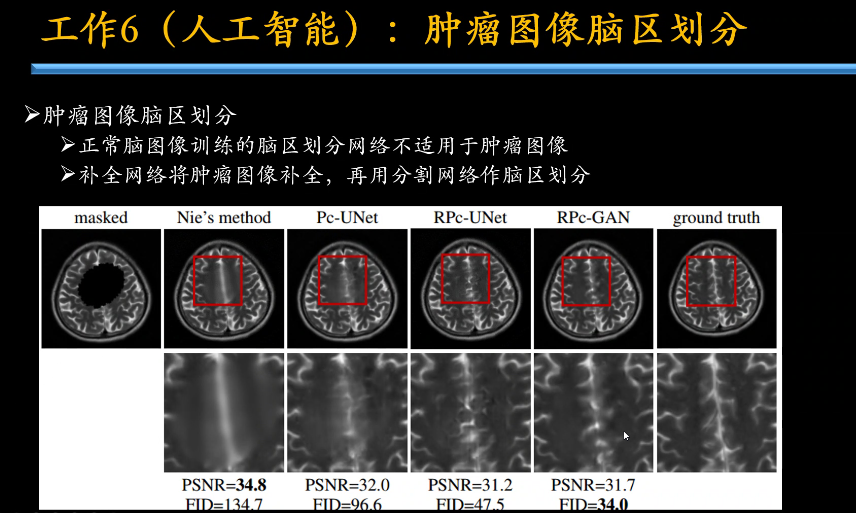 工作6（人工智能）：肿瘤图像脑区划分
➢肿瘤图像脑区划分
➢正常脑图像训练的脑区划分网络不适用于肿瘤图像
➢补全网络将肿瘤图像补全，再用分割网络作脑区划分
masked Nie's method Pc-UNet RPc-UNet RPc-GAN ground truth
PSNR=34.8 PSNR=32.0 PSNR=31.2 PSNR=31.7
FID=134.7 FID=96.6 FID=47.5 FID=34.0